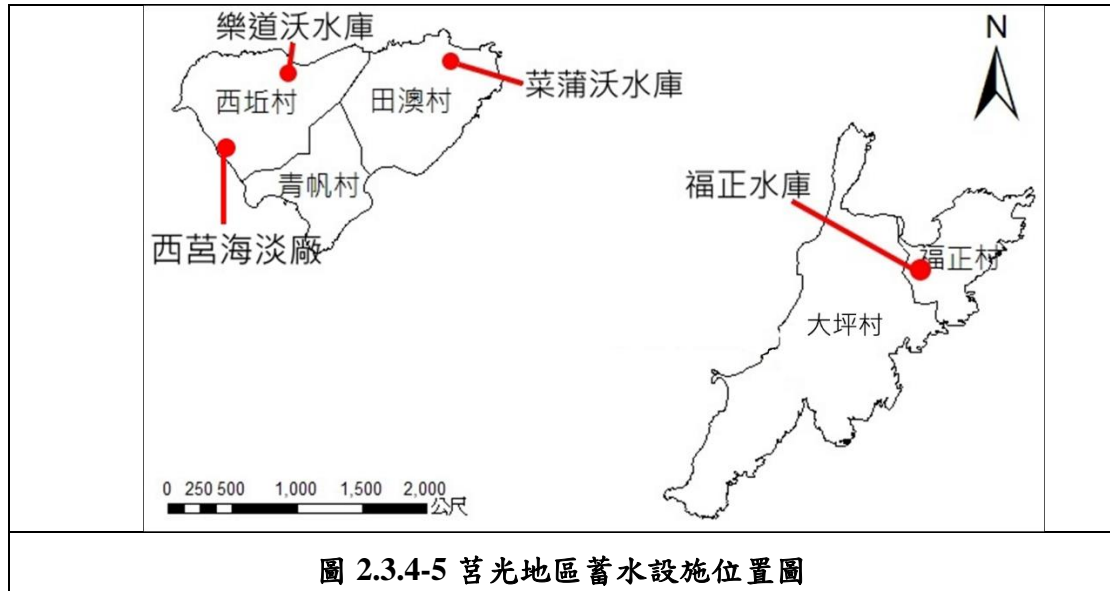 樂道沃水庫
N
菜蒲沃水庫
西坵村
田澳村
青帆村
福正水庫
西莒海淡廠
福正村
大坪村
0 250 500 1,000 1,500 2,000
公尺
圖 2.3.4-5 莒光地區蓄水設施位置圖